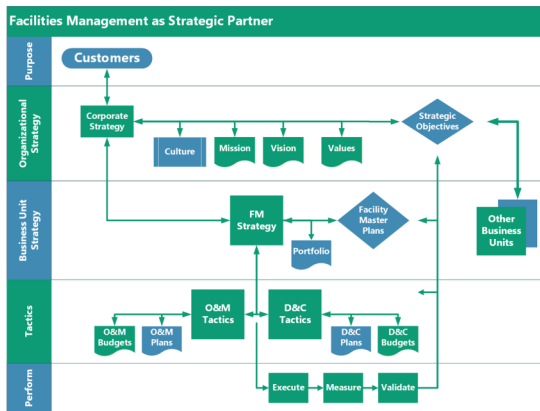 Facilities Management as Strategic Partner
Purpose
Customers
Organizational
Strategy
Corporate
Strategy
Strategic
Objectives
Culture
Mission
Vision
Values
Business Unit
Strategy
FM
Strategy
Facility
Master
Plans
Portfolio
Other
Business
Units
Tactics
O&M
Tactics
D&C
Tactics
O&M
Budgets
O&M
Plans
D&C
Plans
D&C
Budgets
Perform
Execute
Measure
Validate